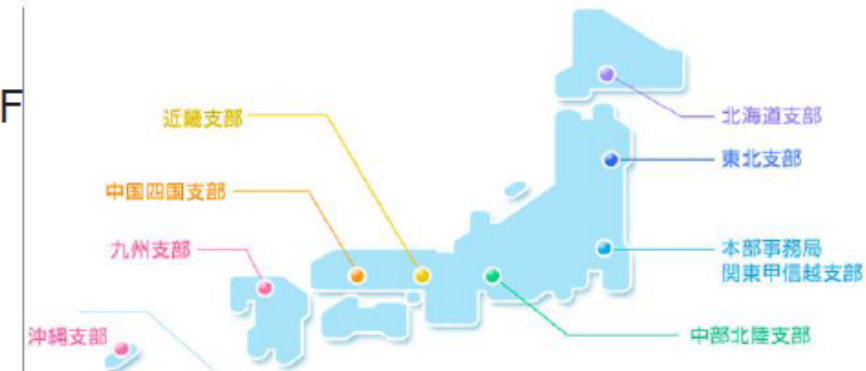 F
近畿支部
中国四国支部
九州支部
沖縄支部
北海道支部
東北支部
本部事務局
関東甲信越支部
中部北陸支部